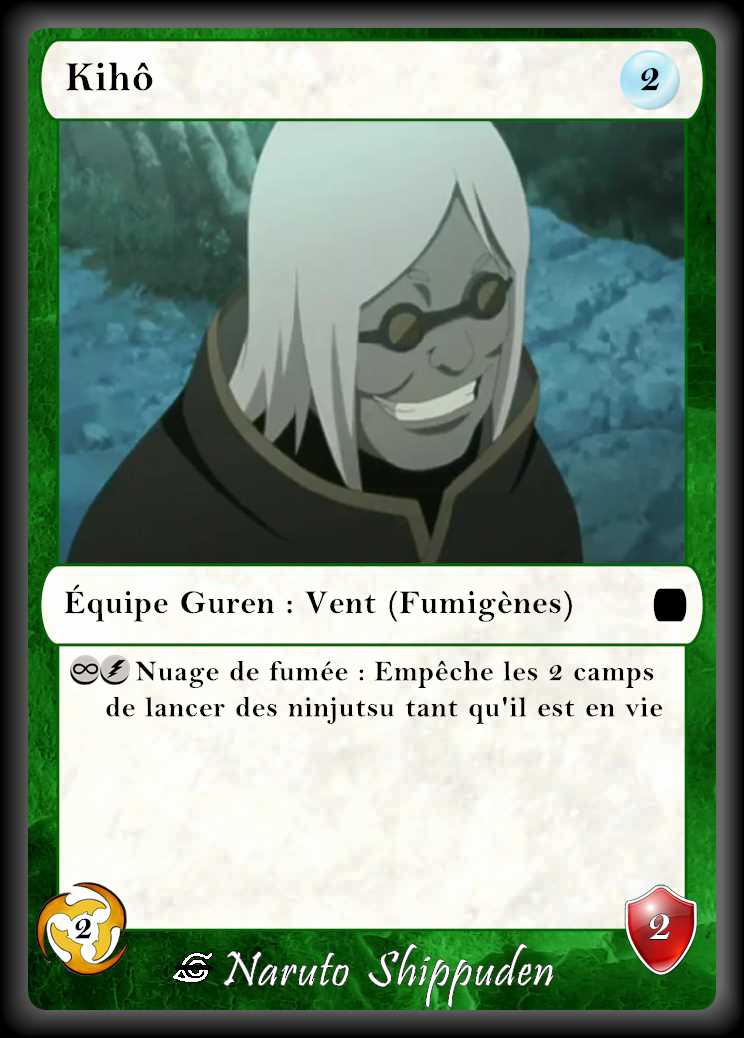 Kihô
2
Équipe Guren : Vent (Fumigènes)
Nuage de fumée : Empêche les 2 camps
de lancer des ninjutsu tant qu'il est en vie
2
2
Naruto Shippuden